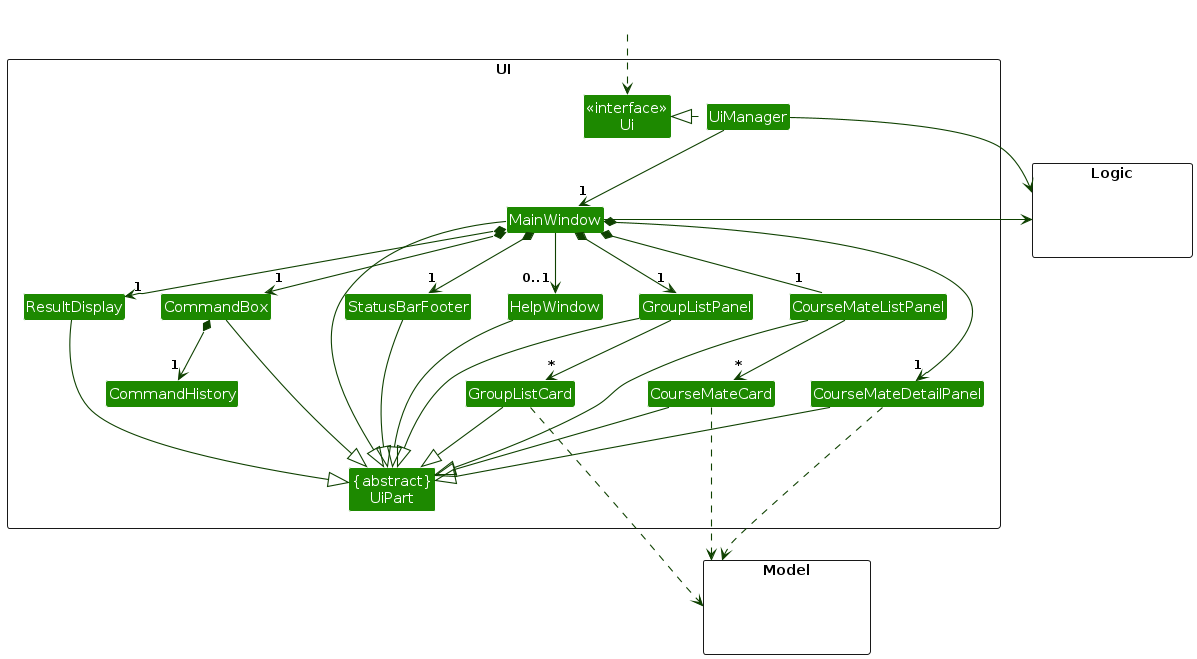 UI
«interface»
Ui
UiManager
Logic
1
MainWindow
1
1
1
0..1
1
1
ResultDisplay
CommandBox
StatusBarFooter
HelpWindow
GroupListPanel
CourseMateListPanel
1
*
*
1
CommandHistory
GroupListCard
CourseMateCard
CourseMateDetailPanel
{abstract}
UiPart
Model